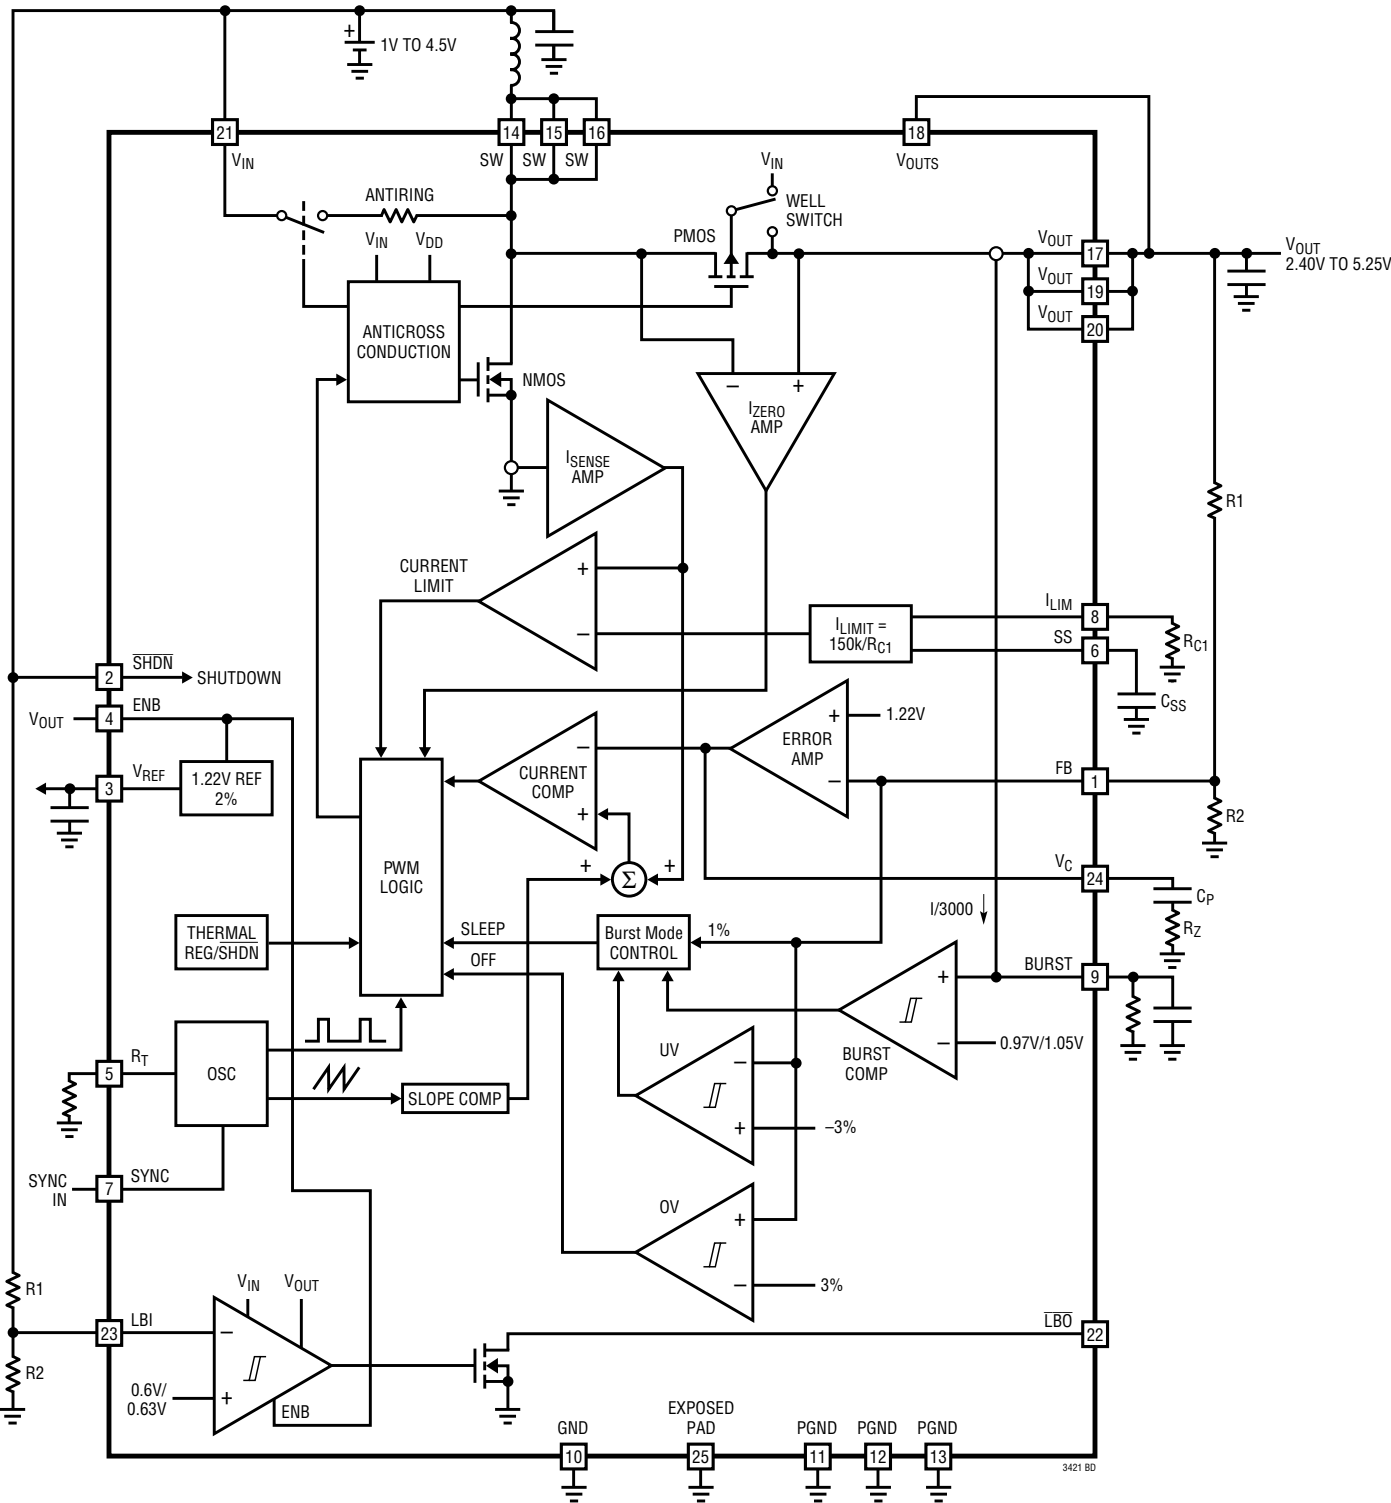 +
1V TO 4.5V
21
14
15
16
18
VIN
SW
SW
SW
VOUTS
ANTIRING
VIN
VDD
VIN
WELL
SWITCH
PMOS
VOUT
17
VOUT
2.40V TO 5.25V
VOUT
19
VOUT
20
ANTICROSS
CONDUCTION
NMOS
–
+
IZERO
AMP
ISENSE
AMP
R1
CURRENT
LIMIT
+
–
ILIMIT =
150k/RC1
ILIM
8
RC1
SS
6
CSS
SHDN
2
SHUTDOWN
ENB
VOUT
4
VREF
3
1.22V REF
2%
CURRENT
COMP
–
+
ERROR
AMP
+
1.22V
–
FB
1
R2
PWM
LOGIC
+
Σ
+
VC
24
CP
RZ
I/3000
THERMAL
REG/SHDN
SLEEP
OFF
Burst Mode
CONTROL
1%
BURST
9
+
–
0.97V/1.05V
BURST
COMP
RT
5
OSC
SLOPE COMP
UV
–
+
–3%
SYNC
IN
7
SYNC
OV
+
–
3%
R1
VIN
VOUT
LBI
23
–
R2
0.6V/
0.63V
+
ENB
LBO
22
GND
10
EXPOSED
PAD
25
PGND
11
PGND
12
PGND
13
3421 BD